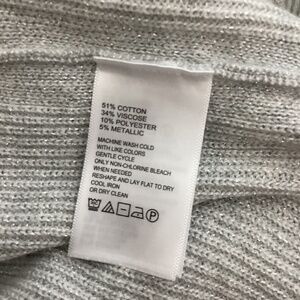 51% COTTON
34% VISCOSE
10% POLYESTER
5% METALLIC
MACHINE WASH COLD
WITH LIKE COLORS
GENTLE CYCLE
ONLY NON-CHLORINE BLEACH
WHEN NEEDED
RESHAPE AND LAY FLAT TO DRY
COOL IRON
OR DRY CLEAN
P